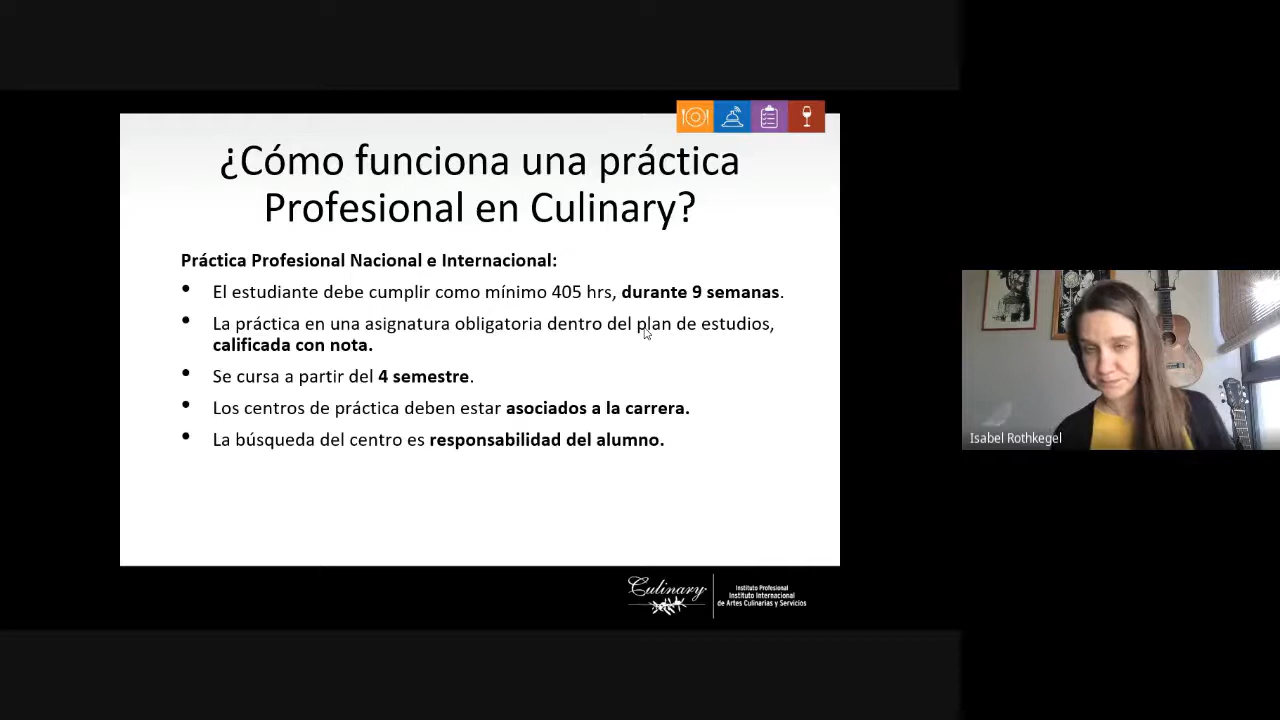 ¿Cómo funciona una práctica
Profesional en Culinary?
Práctica Profesional Nacional e Internacional:
• El estudiante debe cumplir como mínimo 405 hrs, durante 9 semanas.
• La práctica en una asignatura obligatoria dentro del plan de estudios,
calificada con nota.
• Se cursa a partir del 4 semestre.
• Los centros de práctica deben estar asociados a la carrera.
• La búsqueda del centro es responsabilidad del alumno.
Isabel Rothkegel
Culinary
Instituto Profesional
Instituto Internacional
de Artes Culinarias y Servicios